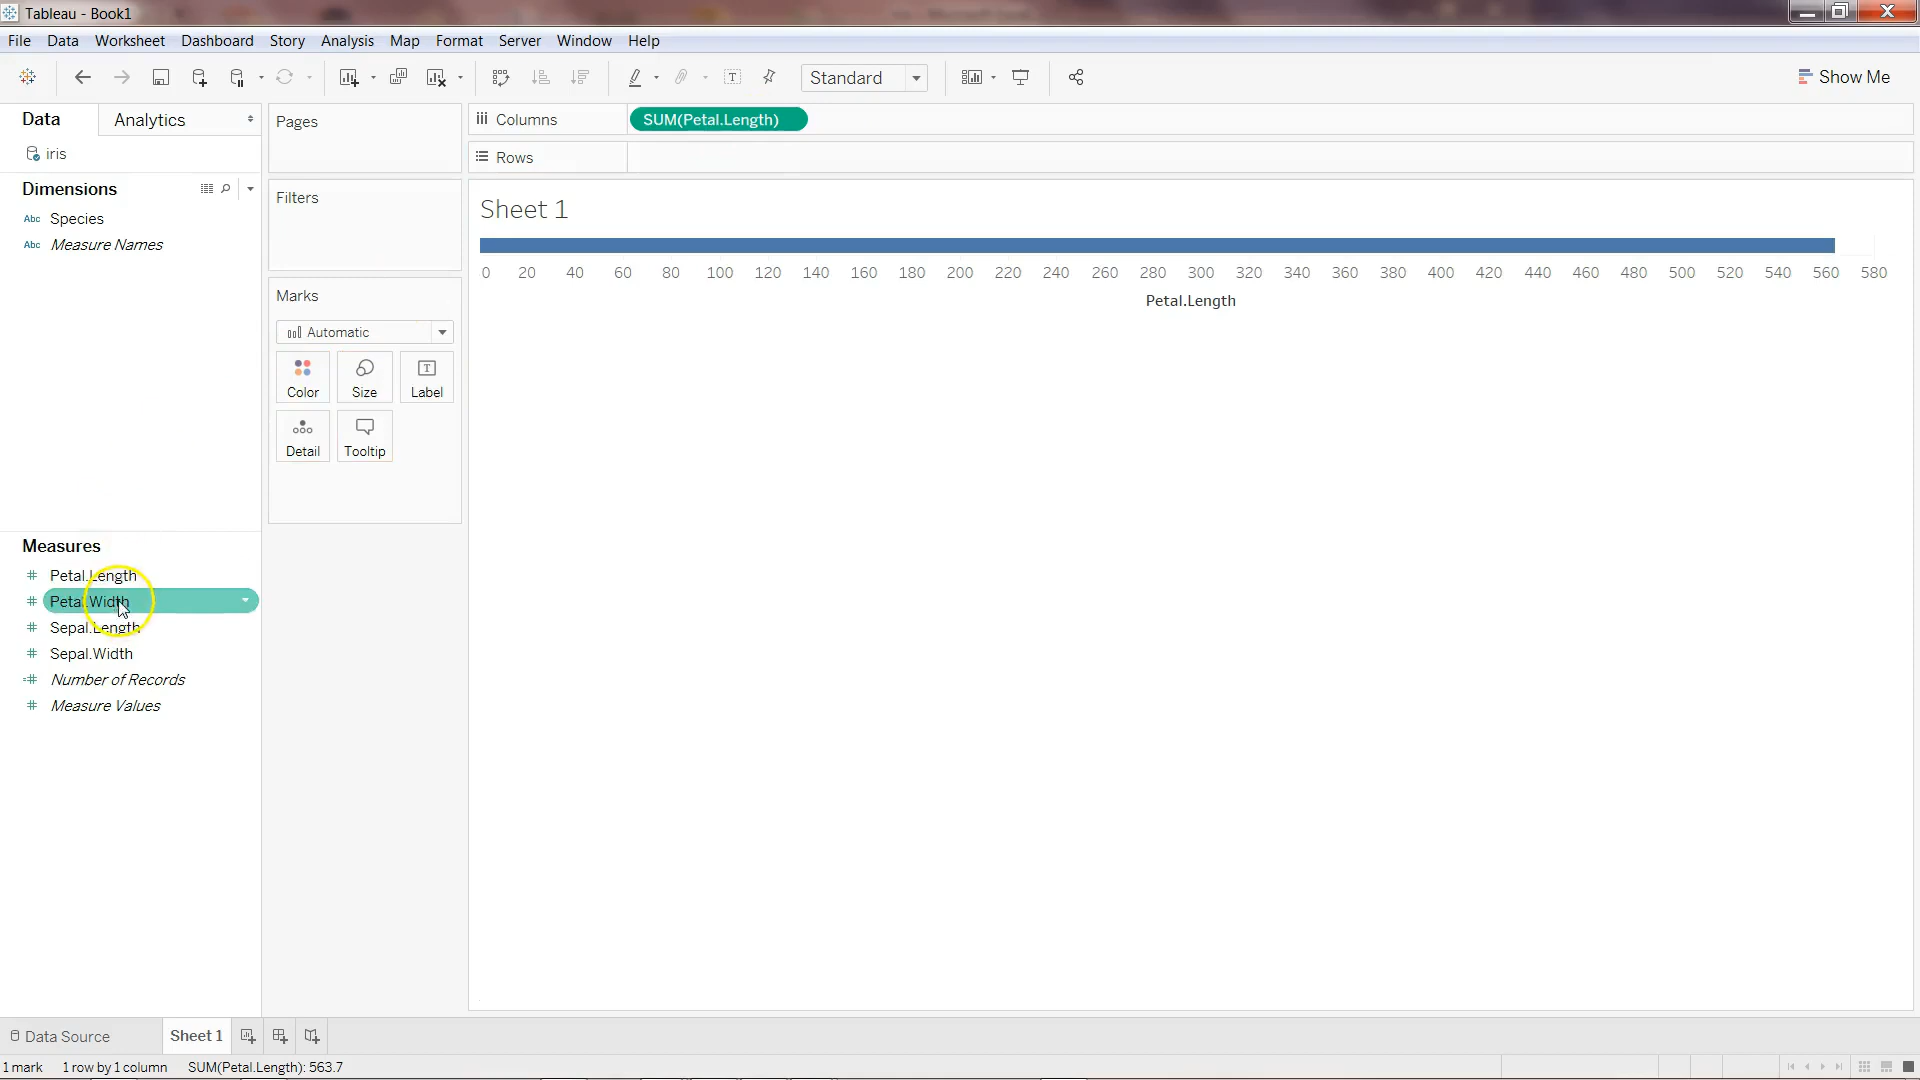 Tableau - Book1
File Data Worksheet Dashboard Story Analysis Map Format Server Window Help
Standard
Show Me
Data Analytics
iris
Dimensions
Abc Species
Abc Measure Names
Measures
# Petal.Length
# Petal.Width
# Sepal.Length
# Sepal.Width
=# Number of Records
# Measure Values
Pages
Filters
Marks
Automatic
Color Size Label
Detail Tooltip
Columns SUM(Petal.Length)
Rows
Sheet 1
0 20 40 60 80 100 120 140 160 180 200 220 240 260 280 300 320 340 360 380 400 420 440 460 480 500 520 540 560 580
Petal.Length
Data Source Sheet 1
1 mark 1 row by 1 column SUM(Petal.Length): 563.7